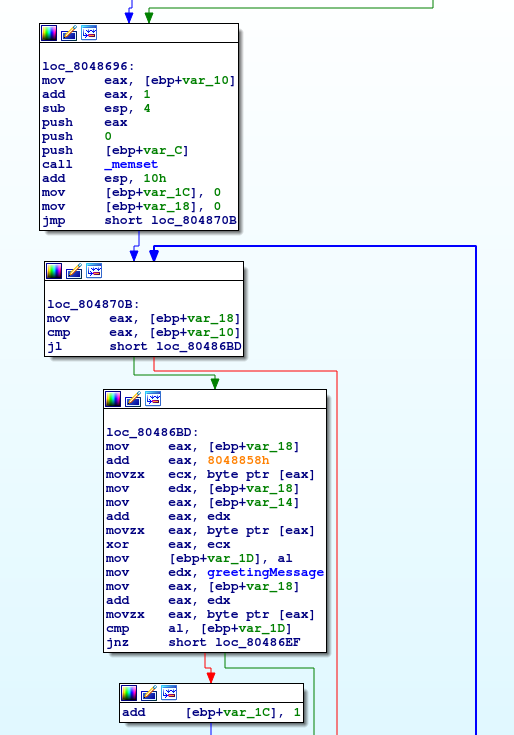 loc_8048696:
mov eax, [ebp+var_10]
add eax, 1
sub esp, 4
push eax
push 0
push [ebp+var_C]
call _memset
add esp, 10h
mov [ebp+var_1C], 0
mov [ebp+var_18], 0
jmp short loc_804870B
loc_804870B:
mov eax, [ebp+var_18]
cmp eax, [ebp+var_10]
jl short loc_80486BD
loc_80486BD:
mov eax, [ebp+var_18]
add eax, 8048858h
movzx ecx, byte ptr [eax]
mov edx, [ebp+var_18]
mov eax, [ebp+var_14]
add eax, edx
movzx eax, byte ptr [eax]
xor eax, ecx
mov [ebp+var_1D], al
mov edx, greetingMessage
mov eax, [ebp+var_18]
add eax, edx
movzx eax, byte ptr [eax]
cmp al, [ebp+var_1D]
jnz short loc_80486EF
add [ebp+var_1C], 1